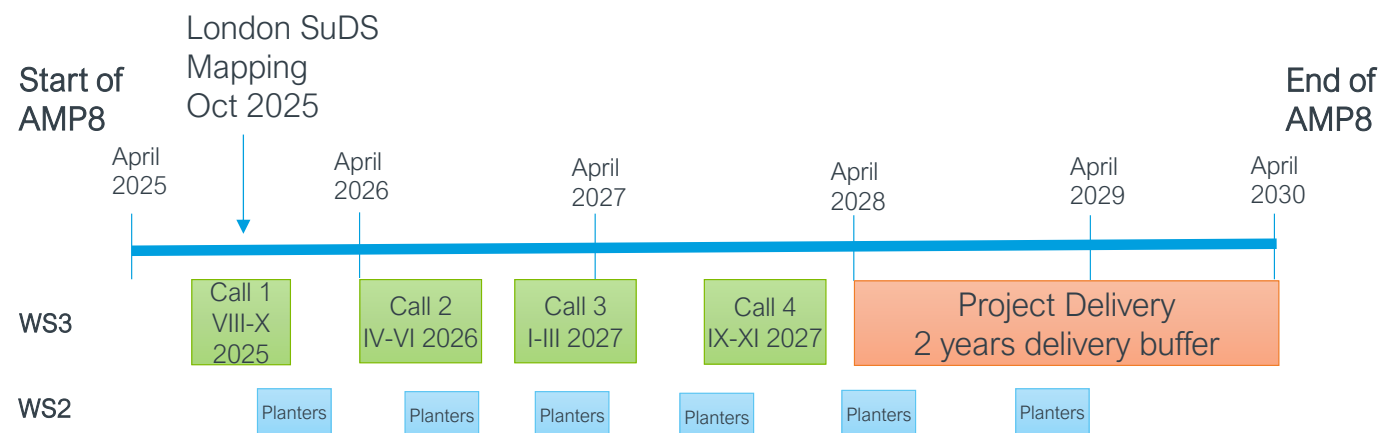 London SuDS
Mapping
Oct 2025
Start of
AMP8
End of
AMP8
April
2025
April
2026
April
2027
April
2028
April
2029
April
2030
WS3
Call 1
VIII-X
2025
Call 2
IV-VI 2026
Call 3
I-III 2027
Call 4
IX-XI 2027
Project Delivery
2 years delivery buffer
WS2
Planters
Planters
Planters
Planters
Planters
Planters